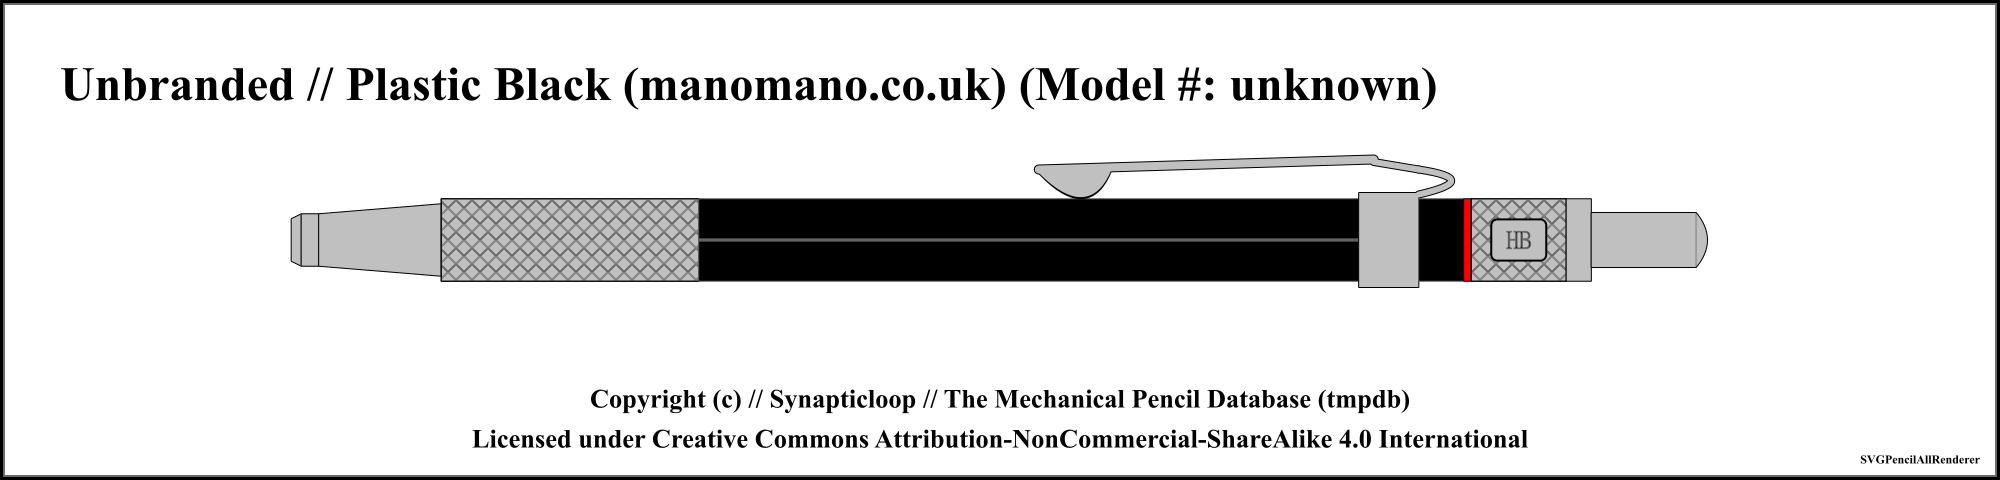 Unbranded // Plastic Black (manomano.co.uk) (Model #: unknown)
HB
Copyright (c) // Synapticloop // The Mechanical Pencil Database (tmpdb)
Licensed under Creative Commons Attribution-NonCommercial-ShareAlike 4.0 International
SVGPencilAllRenderer